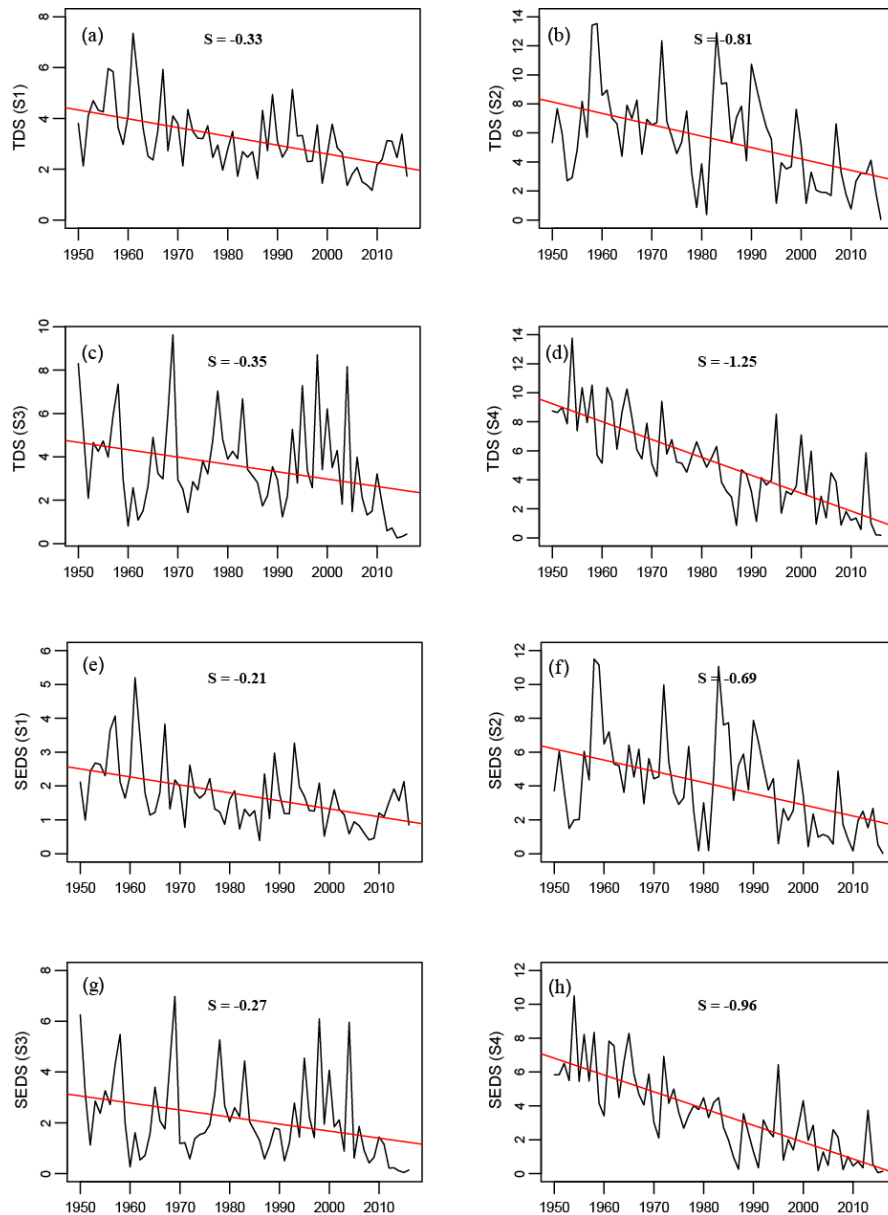 (a)
S = -0.33
TDS (S1)
0 2 4 6 8
1950 1960 1970 1980 1990 2000 2010
(b)
S = -0.81
TDS (S2)
0 2 4 6 8 10 12 14
1950 1960 1970 1980 1990 2000 2010
(c)
S = -0.35
TDS (S3)
0 2 4 6 8 10
1950 1960 1970 1980 1990 2000 2010
(d)
S = -1.25
TDS (S4)
0 2 4 6 8 10 12 14
1950 1960 1970 1980 1990 2000 2010
(e)
S = -0.21
SEDS (S1)
0 1 2 3 4 5 6
1950 1960 1970 1980 1990 2000 2010
(f)
S = -0.69
SEDS (S2)
0 2 4 6 8 10 12
1950 1960 1970 1980 1990 2000 2010
(g)
S = -0.27
SEDS (S3)
0 2 4 6 8
1950 1960 1970 1980 1990 2000 2010
(h)
S = -0.96
SEDS (S4)
0 2 4 6 8 10 12
1950 1960 1970 1980 1990 2000 2010